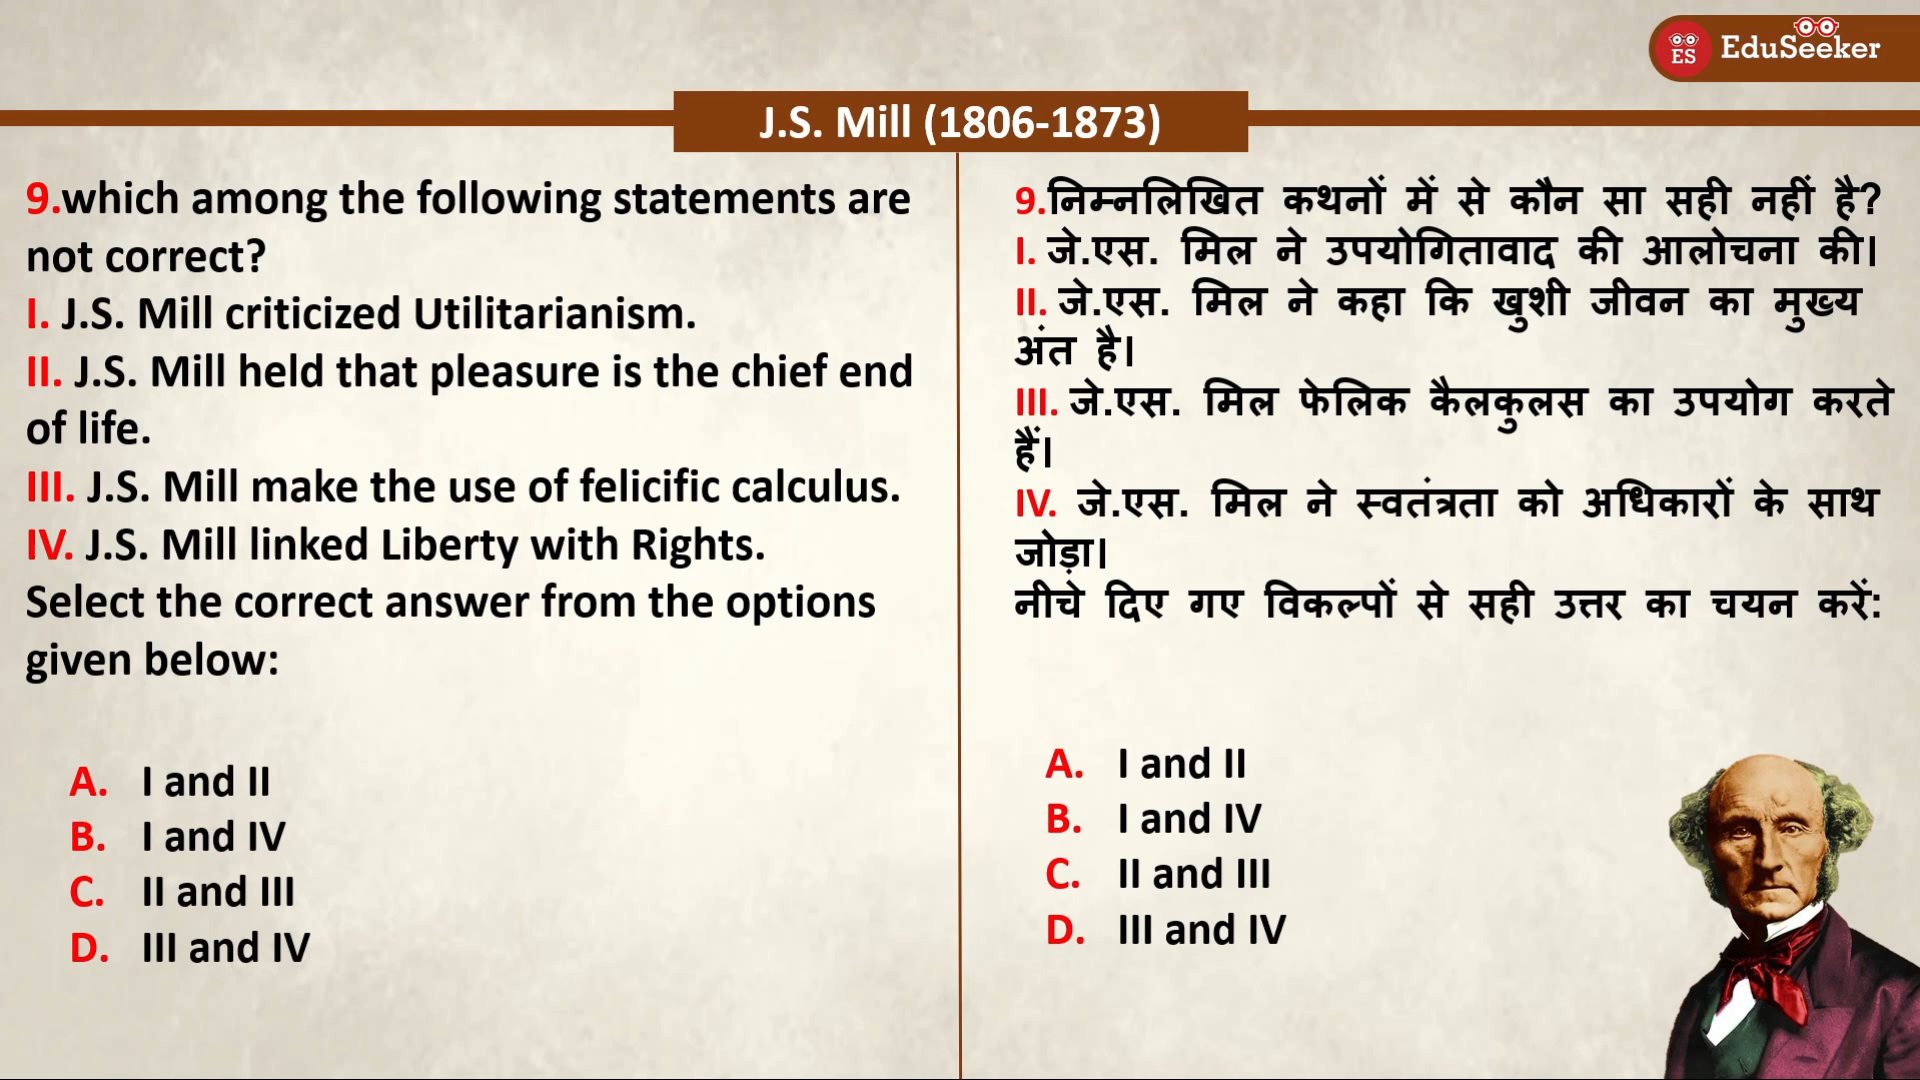 ES EduSeeker
J.S. Mill (1806-1873)
9.which among the following statements are
not correct?
I. J.S. Mill criticized Utilitarianism.
II. J.S. Mill held that pleasure is the chief end
of life.
III. J.S. Mill make the use of felicific calculus.
IV. J.S. Mill linked Liberty with Rights.
Select the correct answer from the options
given below:
A. I and II
B. I and IV
C. II and III
D. III and IV
9.निम्नलिखित कथनों में से कौन सा सही नहीं है?
I. जे.एस. मिल ने उपयोगितावाद की आलोचना की।
II. जे.एस. मिल ने कहा कि खुशी जीवन का मुख्य
अंत है।
III. जे.एस. मिल फेलिक कैलकुलस का उपयोग करते
हैं।
IV. जे.एस. मिल ने स्वतंत्रता को अधिकारों के साथ
जोड़ा।
नीचे दिए गए विकल्पों से सही उत्तर का चयन करें:
A. I and II
B. I and IV
C. II and III
D. III and IV